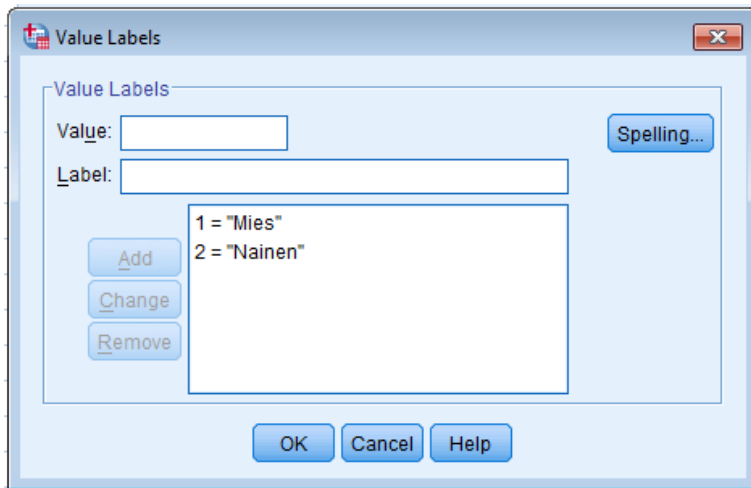 Value Labels
Value Labels
Value:
Spelling...
Label:
1 = "Mies"
2 = "Nainen"
Add
Change
Remove
OK Cancel Help